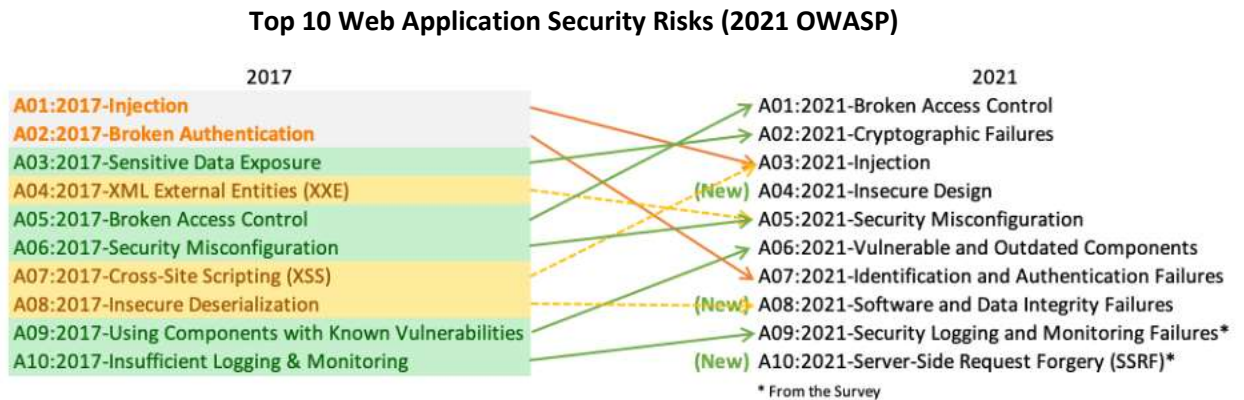 Top 10 Web Application Security Risks (2021 OWASP)
2017
A01:2017-Injection
A02:2017-Broken Authentication
A03:2017-Sensitive Data Exposure
A04:2017-XML External Entities (XXE)
A05:2017-Broken Access Control
A06:2017-Security Misconfiguration
A07:2017-Cross-Site Scripting (XSS)
A08:2017-Insecure Deserialization
A09:2017-Using Components with Known Vulnerabilities
A10:2017-Insufficient Logging & Monitoring
2021
A01:2021-Broken Access Control
A02:2021-Cryptographic Failures
A03:2021-Injection
(New) A04:2021-Insecure Design
A05:2021-Security Misconfiguration
A06:2021-Vulnerable and Outdated Components
A07:2021-Identification and Authentication Failures
(New) A08:2021-Software and Data Integrity Failures
A09:2021-Security Logging and Monitoring Failures*
(New) A10:2021-Server-Side Request Forgery (SSRF)*
* From the Survey